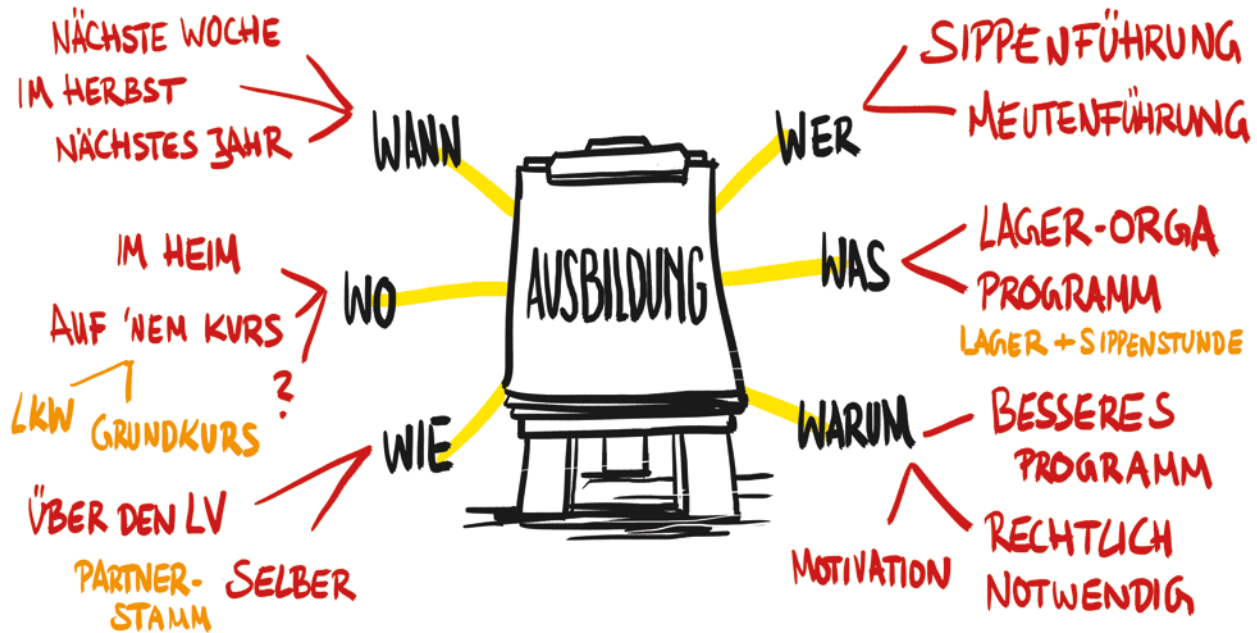 AUSBILDUNG
WANN
NÄCHSTE WOCHE
IM HERBST
NÄCHSTES JAHR
WO
IM HEIM
AUF 'NEM KURS
?
LKW
GRUNDKURS
WIE
ÜBER DEN LV
PARTNER-
STAMM
SELBER
WER
SIPPENFÜHRUNG
MEUTENFÜHRUNG
WAS
LAGER-ORGA
PROGRAMM
LAGER + SIPPENSTUNDE
WARUM
BESSERES
PROGRAMM
MOTIVATION
RECHTLICH
NOTWENDIG